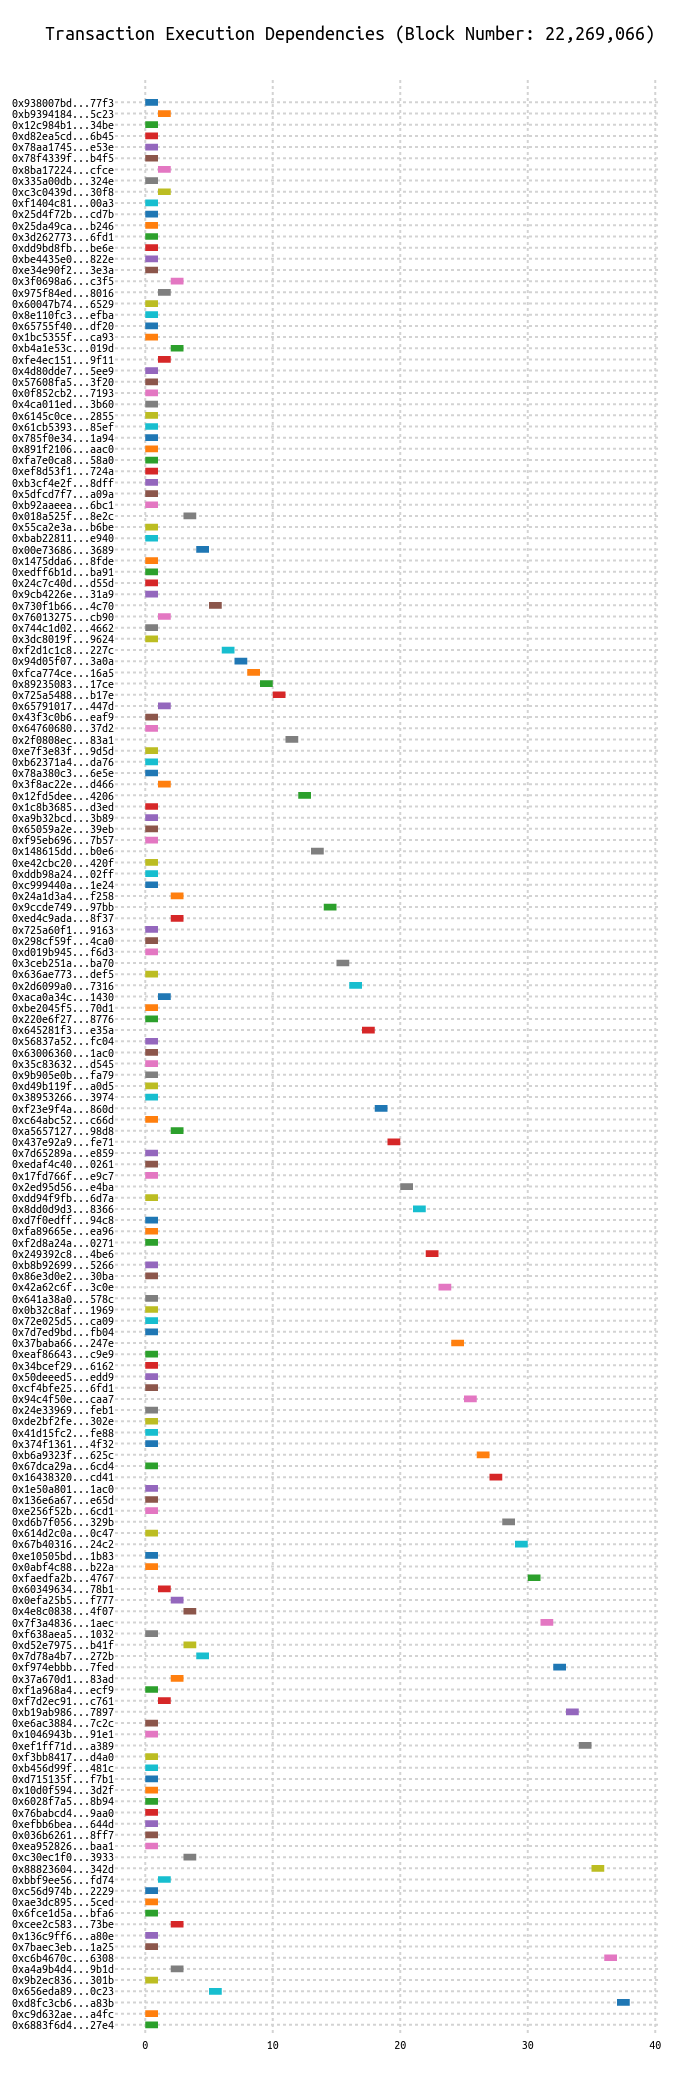 Transaction Execution Dependencies (Block Number: 22,269,066)
0x938007bd...77f3
0xb9394184...5c23
0x12c984b1...34be
0xd82ea5cd...6b45
0x78aa1745...e53e
0x78f4339f...b4f5
0x8ba17224...cfce
0x335a00db...324e
0xc3c0439d...30f8
0xf1404c81...00a3
0x25d4f72b...cd7b
0x25da49ca...b246
0x3d262773...6fd1
0xdd9bd8fb...be6e
0xbe4435e0...822e
0xe34e90f2...3e3a
0x3f0698a6...c3f5
0x975f84ed...8016
0x60047b74...6529
0x8e110fc3...efba
0x65755f40...df20
0x1bc5355f...ca93
0xb4a1e53c...019d
0xfe4ec151...9f11
0x4d80dde7...5ee9
0x57608fa5...3f20
0x0f852cb2...7193
0x4ca011ed...3b60
0x6145c0ce...2855
0x61cb5393...85ef
0x785f0e34...1a94
0x891f2106...aac0
0xfa7e0ca8...58a0
0xef8d53f1...724a
0xb3cf4e2f...8dff
0x5dfcd7f7...a09a
0xb92aaeea...6bc1
0x018a525f...8e2c
0x55ca2e3a...b6be
0xbab22811...e940
0x00e73686...3689
0x1475dda6...8fde
0xedff6b1d...ba91
0x24c7c40d...d55d
0x9cb4226e...31a9
0x730f1b66...4c70
0x76013275...cb90
0x744c1d02...4662
0x3dc8019f...9624
0xf2d1c1c8...227c
0x94d05f07...3a0a
0xfca774ce...16a5
0x89235083...17ce
0x725a5488...b17e
0x65791017...447d
0x43f3c0b6...eaf9
0x64760680...37d2
0x2f0808ec...83a1
0xe7f3e83f...9d5d
0xb62371a4...da76
0x78a380c3...6e5e
0x3f8ac22e...d466
0x12fd5dee...4206
0x1c8b3685...d3ed
0xa9b32bcd...3b89
0x65059a2e...39eb
0xf95eb696...7b57
0x148615dd...b0e6
0xe42cbc20...420f
0xddb98a24...02ff
0xc999440a...1e24
0x24a1d3a4...f258
0x9ccde749...97bb
0xed4c9ada...8f37
0x725a60f1...9163
0x298cf59f...4ca0
0xd019b945...f6d3
0x3ceb251a...ba70
0x636ae773...def5
0x2d6099a0...7316
0xaca0a34c...1430
0xbe2045f5...70d1
0x220e6f27...8776
0x645281f3...e35a
0x56837a52...fc04
0x63006360...1ac0
0x35c83632...d545
0x9b905e0b...fa79
0xd49b119f...a0d5
0x38953266...3974
0xf23e9f4a...860d
0xc64abc52...c66d
0xa5657127...98d8
0x437e92a9...fe71
0x7d65289a...e859
0xedaf4c40...0261
0x17fd766f...e9c7
0x2ed95d56...e4ba
0xdd94f9fb...6d7a
0x8dd0d9d3...8366
0xd7f0edff...94c8
0xfa89665e...ea96
0xf2d8a24a...0271
0x249392c8...4be6
0xb8b92699...5266
0x86e3d0e2...30ba
0x42a62c6f...3c0e
0x641a38a0...578c
0x0b32c8af...1969
0x72e025d5...ca09
0x7d7ed9bd...fb04
0x37baba66...247e
0xeaf86643...c9e9
0x34bcef29...6162
0x50deeed5...edd9
0xcf4bfe25...6fd1
0x94c4f50e...caa7
0x24e33969...feb1
0xde2bf2fe...302e
0x41d15fc2...fe88
0x374f1361...4f32
0xb6a9323f...625c
0x67dca29a...6cd4
0x16438320...cd41
0x1e50a801...1ac0
0x136e6a67...e65d
0xe256f52b...6cd1
0xd6b7f056...329b
0x614d2c0a...0c47
0x67b40316...24c2
0xe10505bd...1b83
0x0abf4c88...b22a
0xfaedfa2b...4767
0x60349634...78b1
0x0efa25b5...f777
0x4e8c0838...4f07
0x7f3a4836...1aec
0xf638aea5...1032
0xd52e7975...b41f
0x7d78a4b7...272b
0xf974ebbb...7fed
0x37a670d1...83ad
0xf1a968a4...ecf9
0xf7d2ec91...c761
0xb19ab986...7897
0xe6ac3884...7c2c
0x1046943b...91e1
0xef1ff71d...a389
0xf3bb8417...d4a0
0xb456d99f...481c
0xd715135f...f7b1
0x10d0f594...3d2f
0x6028f7a5...8b94
0x76babcd4...9aa0
0xefbb6bea...644d
0x036b6261...8ff7
0xea952826...baa1
0xc30ec1f0...3933
0x88823604...342d
0xbbf9ee56...fd74
0xc56d974b...2229
0xae3dc895...5ced
0x6fce1d5a...bfa6
0xcee2c583...73be
0x136c9ff6...a80e
0x7baec3eb...1a25
0xc6b4670c...6308
0xa4a9b4d4...9b1d
0x9b2ec836...301b
0x656eda89...0c23
0xd8fc3cb6...a83b
0xc9d632ae...a4fc
0x6883f6d4...27e4
0 10 20 30 40